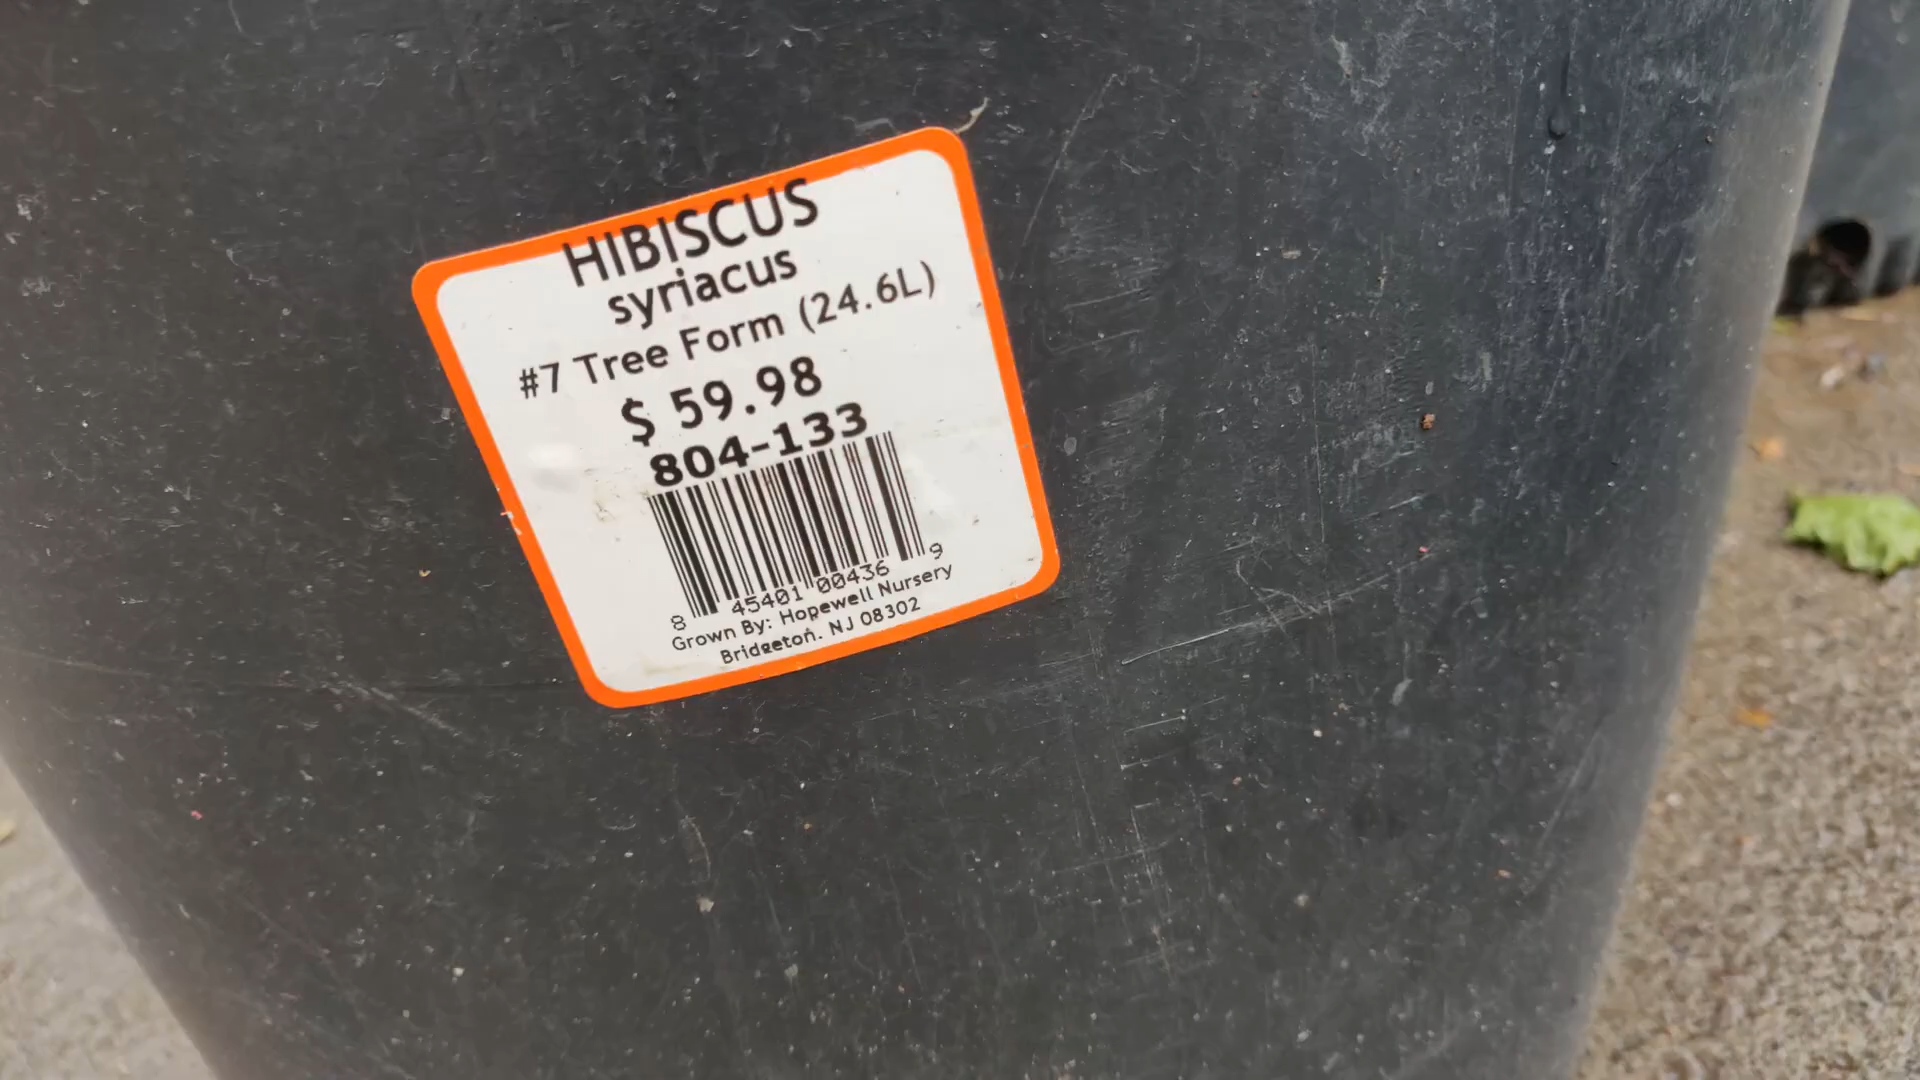 HIBISCUS
syriacus
#7 Tree Form (24.6L)
$ 59.98
804-133
8 45401 00436 9
Grown By: Hopewell Nursery
Bridgeton. NJ 08302